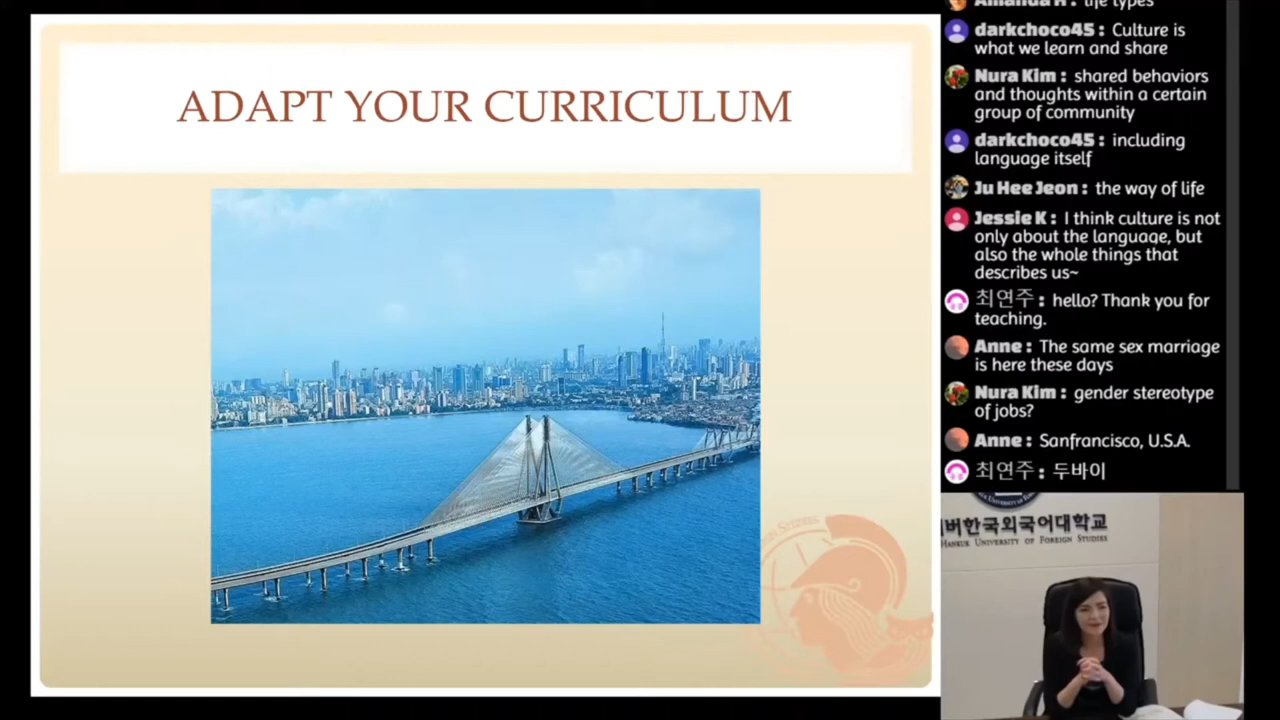 ADAPT YOUR CURRICULUM
life types
darkchoco45 : Culture is
what we learn and share
Nura Kim : shared behaviors
and thoughts within a certain
group of community
darkchoco45 : including
language itself
Ju Hee Jeon : the way of life
Jessie K : I think culture is not
only about the language, but
also the whole things that
describes us~
최연주 : hello? Thank you for
teaching.
Anne : The same sex marriage
is here these days
Nura Kim : gender stereotype
of jobs?
Anne : Sanfrancisco, U.S.A.
최연주 : 두바이
버한국외국어대학교
HANKUK UNIVERSITY OF FOREIGN STUDIES